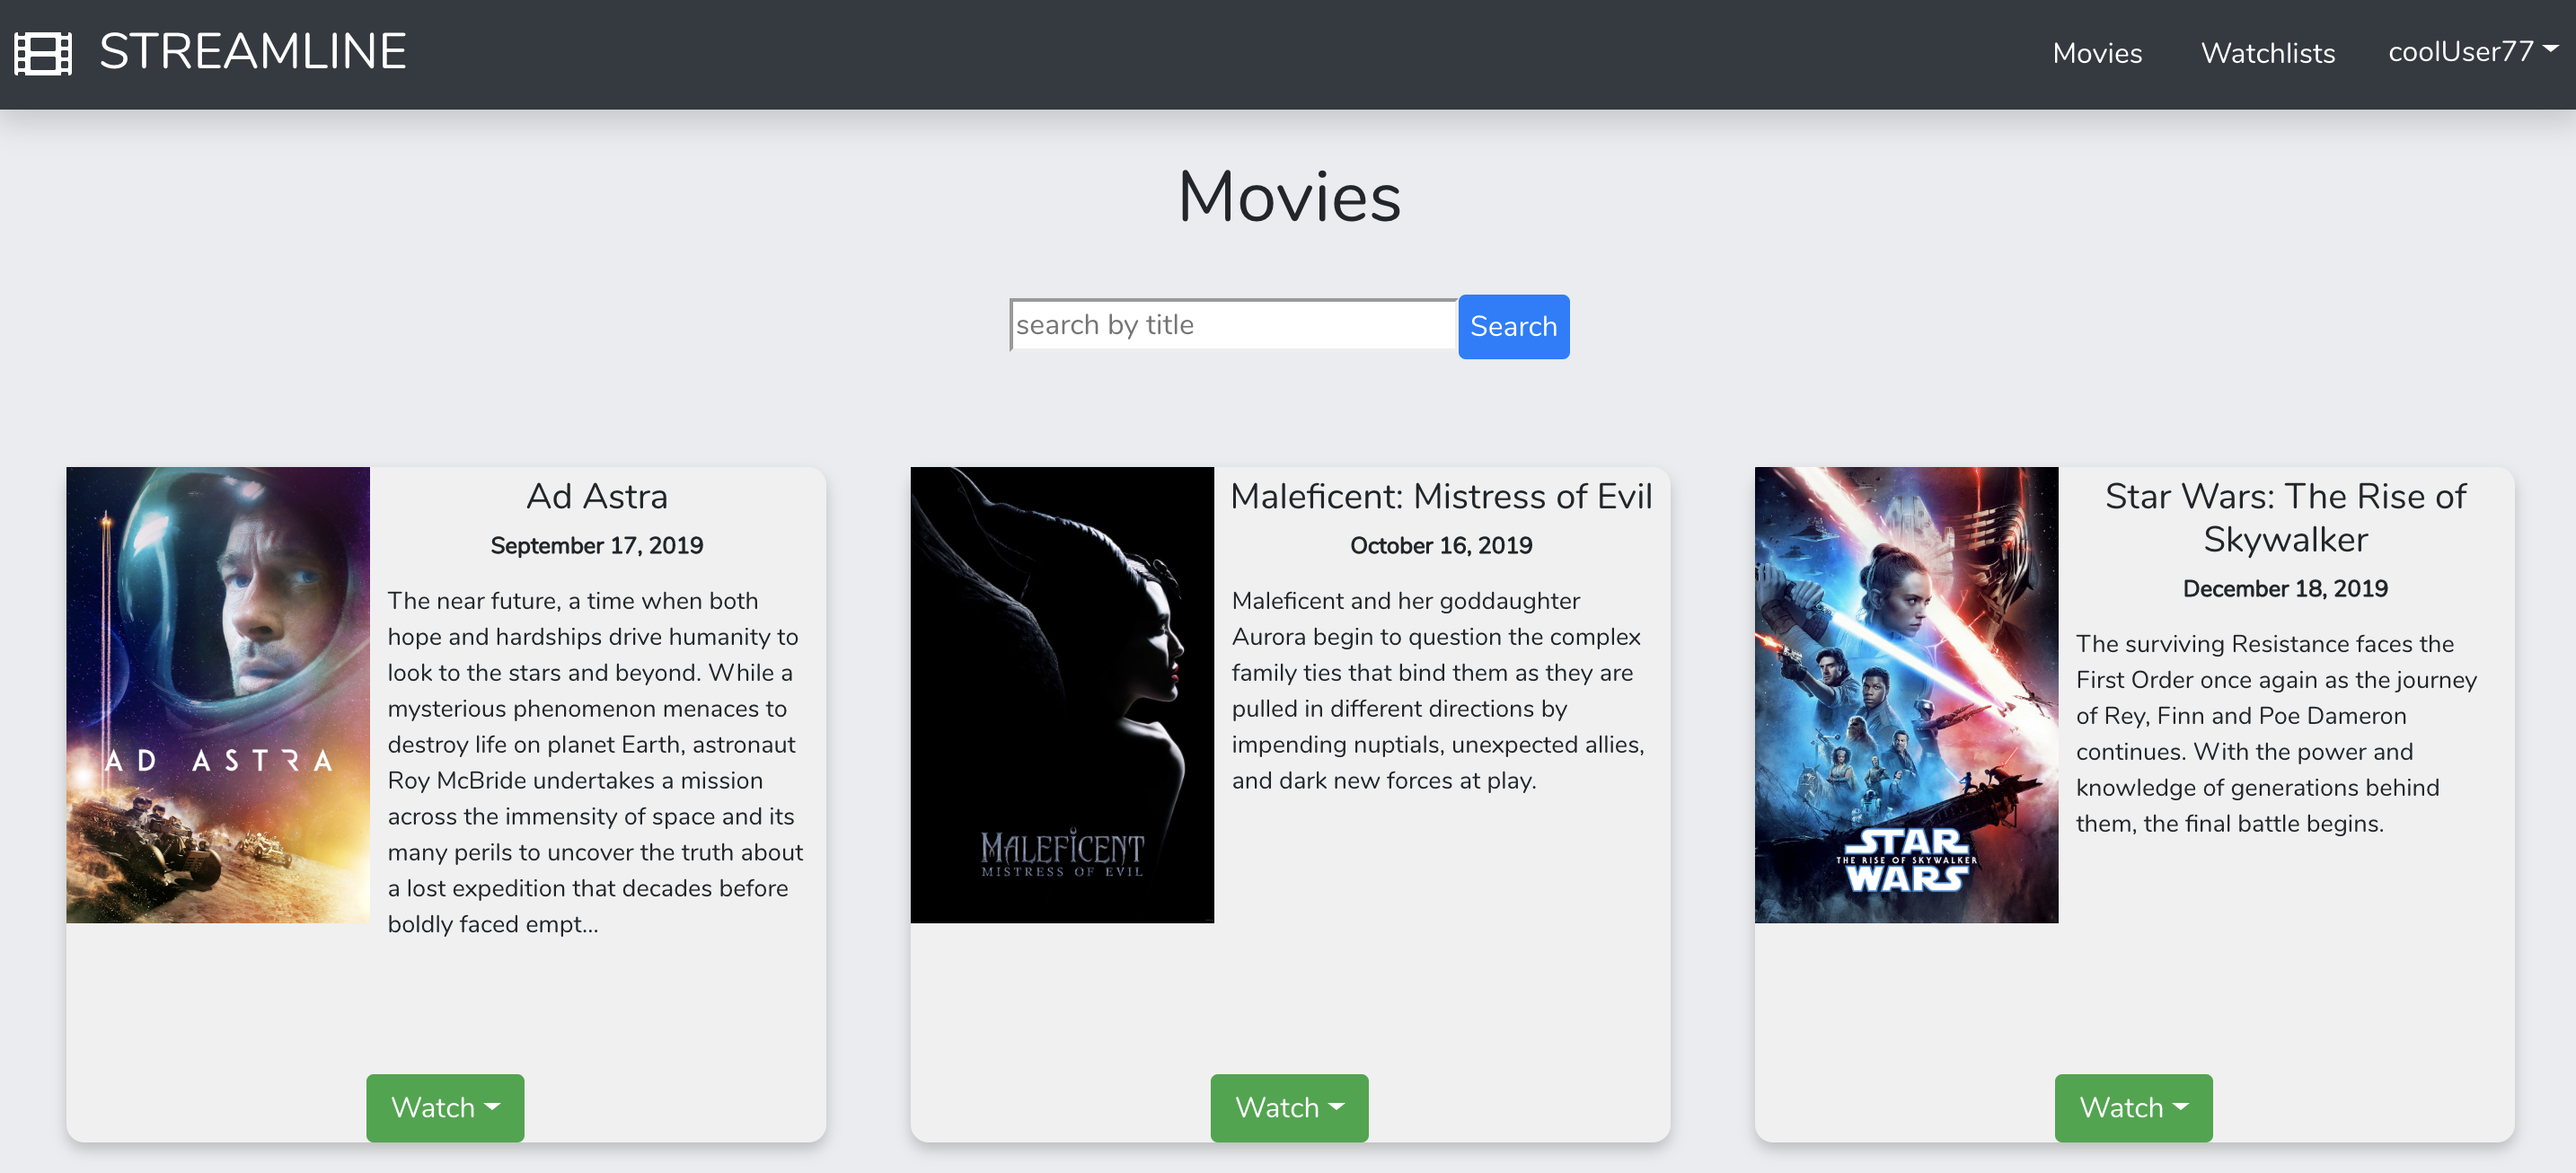 STREAMLINE
Movies
Watchlists
coolUser77
Movies
search by title
Search
AD ASTRA
Ad Astra
September 17, 2019
The near future, a time when both
hope and hardships drive humanity to
look to the stars and beyond. While a
mysterious phenomenon menaces to
destroy life on planet Earth, astronaut
Roy McBride undertakes a mission
across the immensity of space and its
many perils to uncover the truth about
a lost expedition that decades before
boldly faced empt...
Watch
MALEFICENT
MISTRESS OF EVIL
Maleficent: Mistress of Evil
October 16, 2019
Maleficent and her goddaughter
Aurora begin to question the complex
family ties that bind them as they are
pulled in different directions by
impending nuptials, unexpected allies,
and dark new forces at play.
Watch
STAR
THE RISE OF SKYWALKER
WARS
Star Wars: The Rise of
Skywalker
December 18, 2019
The surviving Resistance faces the
First Order once again as the journey
of Rey, Finn and Poe Dameron
continues. With the power and
knowledge of generations behind
them, the final battle begins.
Watch